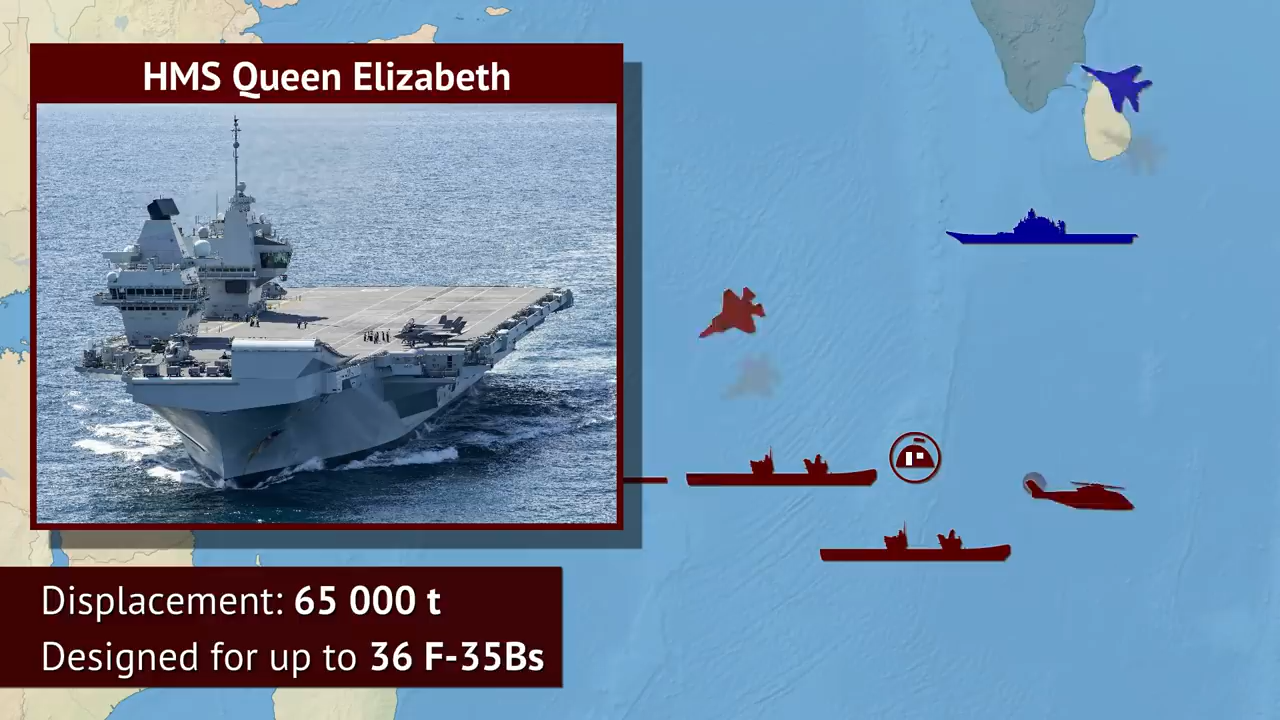 HMS Queen Elizabeth
Displacement: 65 000 t
Designed for up to 36 F-35Bs